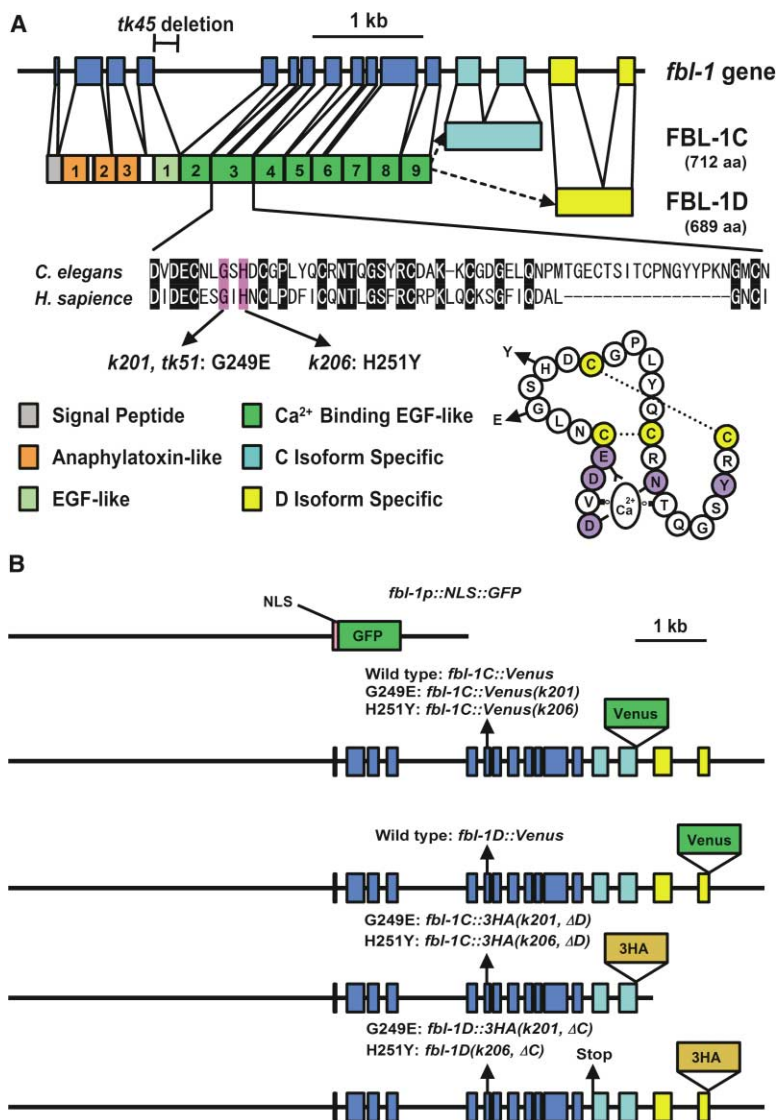 A
tk45 deletion
1 kb
fbl-1 gene
FBL-1C
(712 aa)
1 2 3 1 2 3 4 5 6 7 8 9
FBL-1D
(689 aa)
C. elegans DVDECNLGSHDCGPLYQCRNTQGSYRCDAK-KCGDGELQNPMTGECTSITCPNGYYPKNGMCN
H. sapience DIDECESGIHNCLPDFICQNTLGSFRCRPKLQCKSGFIQDAL-----------------GNCI
k201, tk51: G249E
k206: H251Y
Signal Peptide
Anaphylatoxin-like
EGF-like
Ca2+ Binding EGF-like
C Isoform Specific
D Isoform Specific
Y
E
D V D E C N L G S H D C G P L Y Q C R N T Q G S Y R C
Ca2+
B
fbl-1p::NLS::GFP
NLS
GFP
1 kb
Wild type: fbl-1C::Venus
G249E: fbl-1C::Venus(k201)
H251Y: fbl-1C::Venus(k206)
Venus
Wild type: fbl-1D::Venus
Venus
G249E: fbl-1C::3HA(k201, ΔD)
H251Y: fbl-1C::3HA(k206, ΔD)
3HA
G249E: fbl-1D::3HA(k201, ΔC)
H251Y: fbl-1D(k206, ΔC)
Stop
3HA